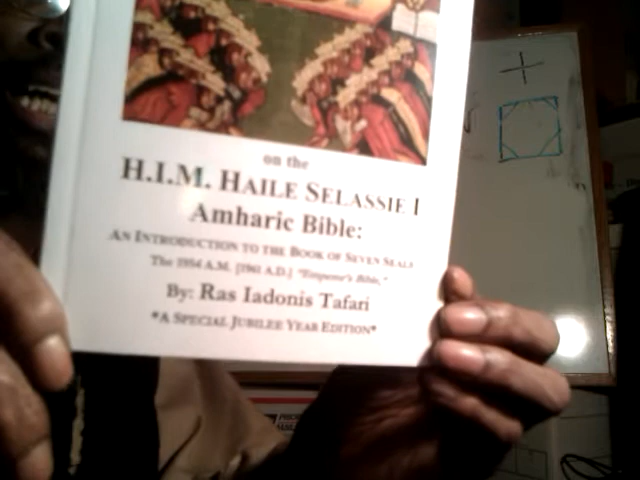 on the
H.I.M. HAILE SELASSIE I
Amharic Bible:
AN INTRODUCTION TO THE BOOK OF SEVEN SEALS
The 1954 A.M. [1961 A.D.] "Emperor's Bible,"
By: Ras Iadonis Tafari
*A SPECIAL JUBILEE YEAR EDITION*